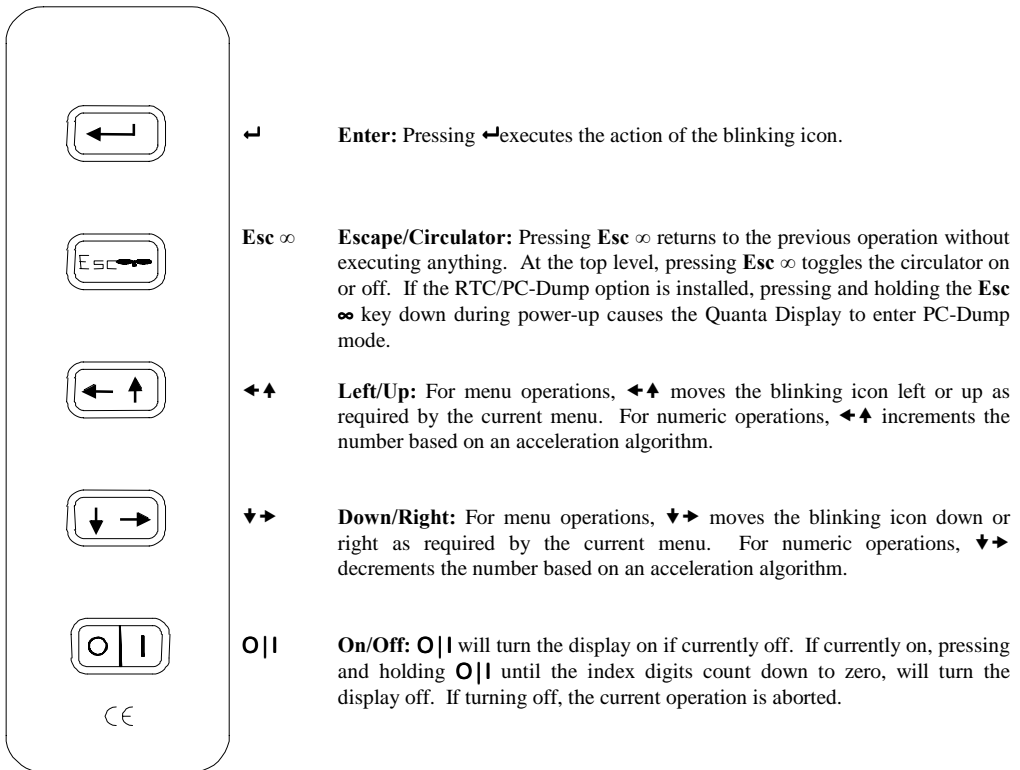 ↵ Enter: Pressing ↵executes the action of the blinking icon.
Esc
Esc ∞ Escape/Circulator: Pressing Esc ∞ returns to the previous operation without
executing anything. At the top level, pressing Esc ∞ toggles the circulator on
or off. If the RTC/PC-Dump option is installed, pressing and holding the Esc
∞ key down during power-up causes the Quanta Display to enter PC-Dump
mode.
←↑ Left/Up: For menu operations, ←↑ moves the blinking icon left or up as
required by the current menu. For numeric operations, ←↑ increments the
number based on an acceleration algorithm.
↓→ Down/Right: For menu operations, ↓→ moves the blinking icon down or
right as required by the current menu. For numeric operations, ↓→
decrements the number based on an acceleration algorithm.
O | I
O|I On/Off: O|I will turn the display on if currently off. If currently on, pressing
and holding O|I until the index digits count down to zero, will turn the
display off. If turning off, the current operation is aborted.
CE